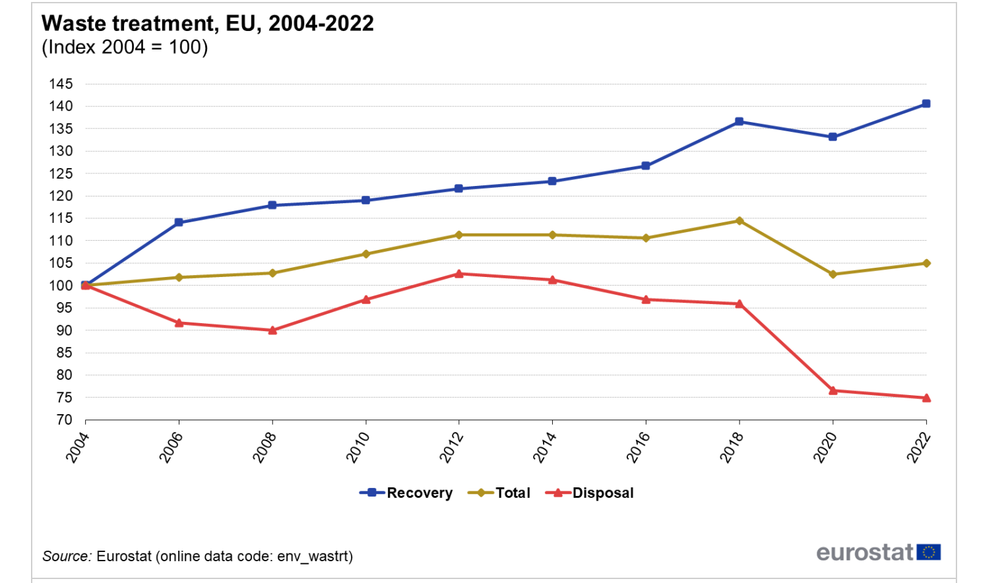 Waste treatment, EU, 2004-2022
(Index 2004 = 100)
145
140
135
130
125
120
115
110
105
100
95
90
85
80
75
70
2004 2006 2008 2010 2012 2014 2016 2018 2020 2022
Recovery Total Disposal
Source: Eurostat (online data code: env_wastrt)
eurostat